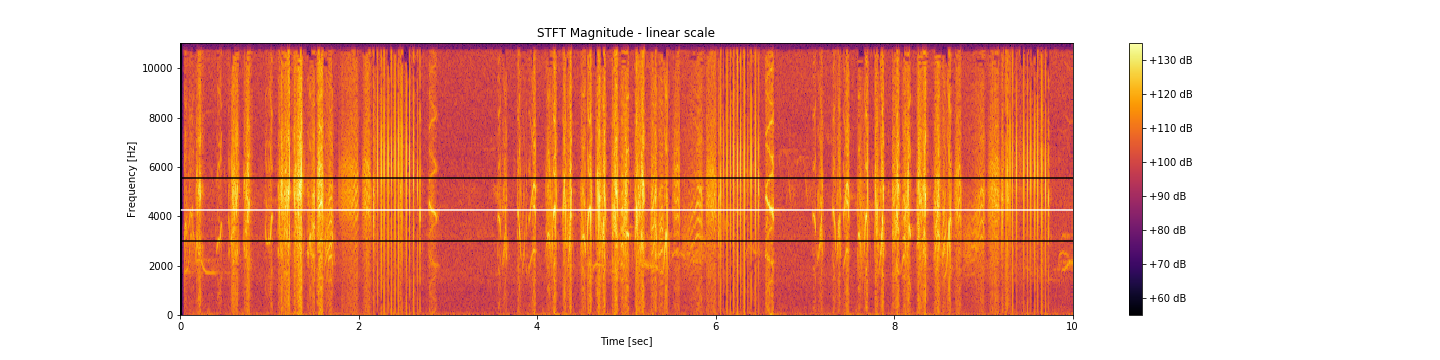 STFT Magnitude - linear scale
Frequency [Hz]
10000
8000
6000
4000
2000
0
0 2 4 6 8 10
Time [sec]
+130 dB
+120 dB
+110 dB
+100 dB
+90 dB
+80 dB
+70 dB
+60 dB